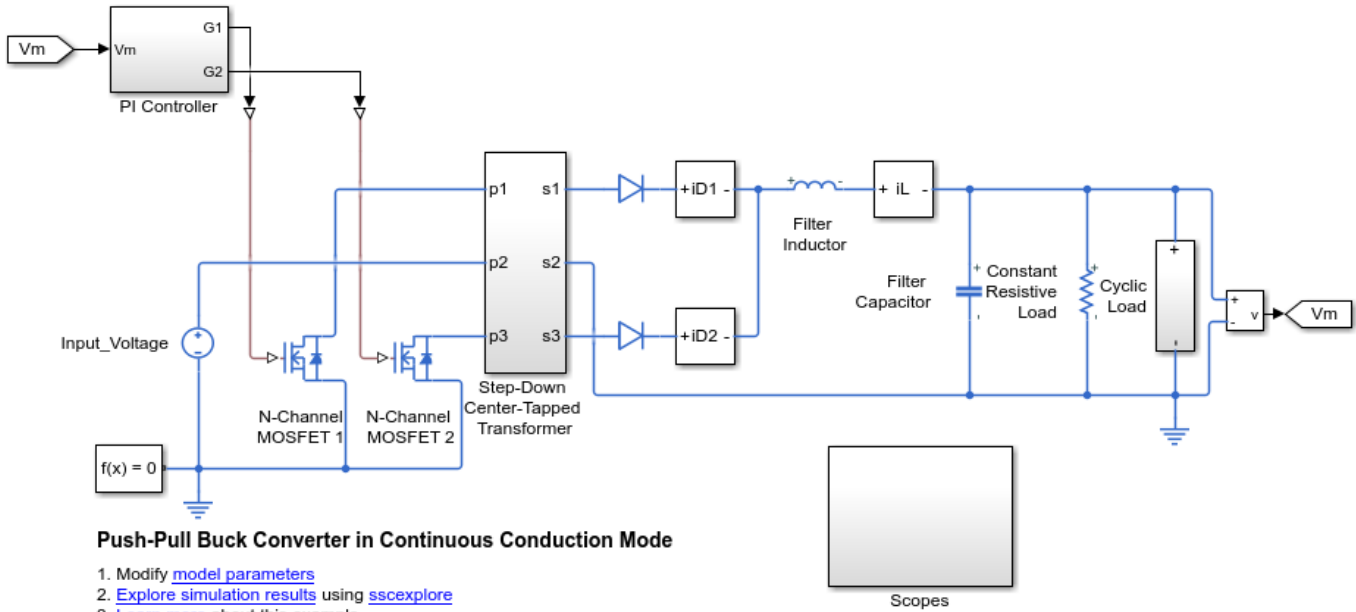 G1
Vm
Vm
G2
PI Controller
p1
s1
+iD1 -
+ -
+ iL -
Filter
Inductor
p2
s2
+
Filter
Capacitor
+
-
Constant
Resistive
Load
+
-
Cyclic
Load
+
-
+
-
v
Vm
Input_Voltage
+
-
p3
s3
+iD2 -
N-Channel
MOSFET 1
N-Channel
MOSFET 2
Step-Down
Center-Tapped
Transformer
f(x) = 0
Push-Pull Buck Converter in Continuous Conduction Mode
1. Modify model parameters
2. Explore simulation results using sscexplore
Scopes